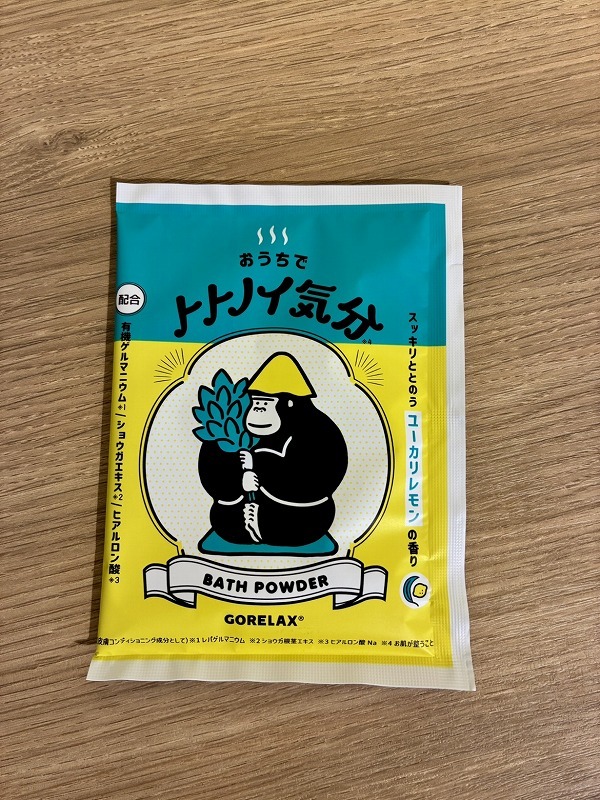 おうちで
トトノイ気分※4
配合
有機ゲルマニウム※1/ショウガエキス※2/ヒアルロン酸※3
スッキリととのう ユーカリレモンの香り
BATH POWDER
GORELAX®
皮膚コンディショニング成分として)※1 レパゲルマニウム ※2 ショウガ根茎エキス ※3 ヒアルロン酸Na ※4 お肌が整うこと